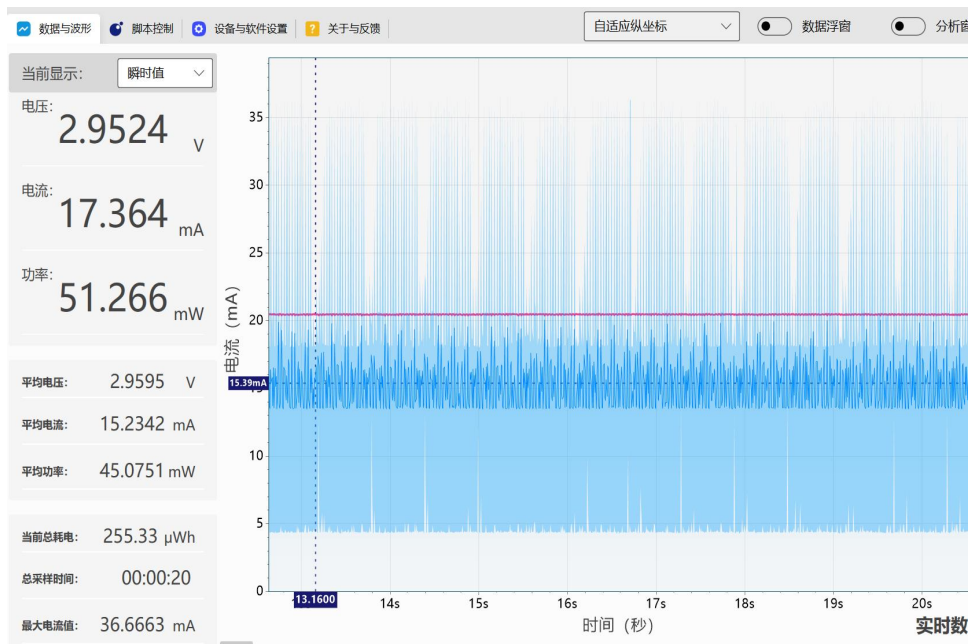 数据与波形 脚本控制 设备与软件设置 ? 关于与反馈 自适应纵坐标 数据浮窗 分析窗
当前显示: 瞬时值
电压:
2.9524 V
电流:
17.364 mA
功率:
51.266 mW
平均电压: 2.9595 V
平均电流: 15.2342 mA
平均功率: 45.0751 mW
当前总耗电: 255.33 μWh
总采样时间: 00:00:20
最大电流值: 36.6663 mA
电流 (mA)
35
30
25
20
15.39mA
10
5
0
13.1600 14s 15s 16s 17s 18s 19s 20s
时间 (秒)
实时数